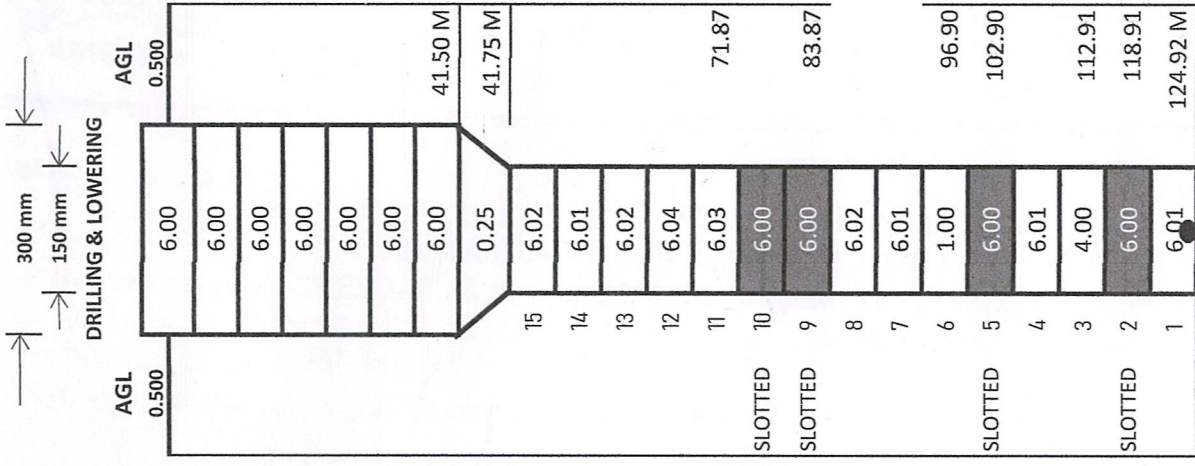 300 mm
150 mm
DRILLING & LOWERING
AGL AGL
0.500 0.500
6.00
6.00
6.00
6.00
6.00
6.00
6.00 41.50 M
0.25 41.75 M
15 6.02
14 6.01
13 6.02
12 6.04
11 6.03 71.87
SLOTTED 10 6.00
SLOTTED 9 6.00 83.87
8 6.02
7 6.01
6 1.00 96.90
SLOTTED 5 6.00 102.90
4 6.01
3 4.00 112.91
SLOTTED 2 6.00 118.91
1 6.01 124.92 M